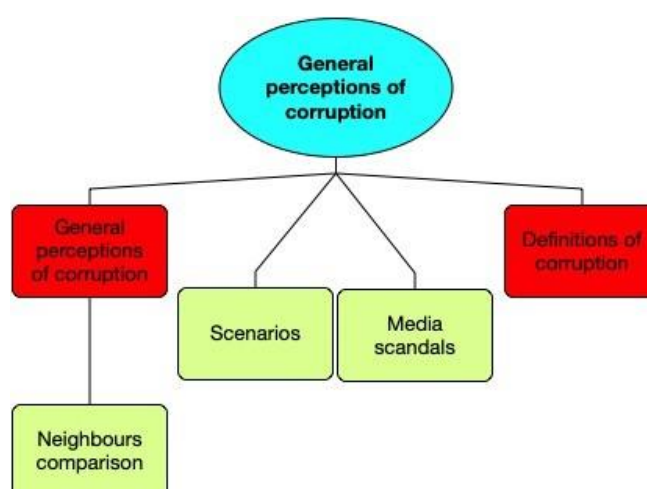 General
perceptions of
corruption
General
perceptions
of corruption
Definitions of
corruption
Scenarios
Media
scandals
Neighbours
comparison